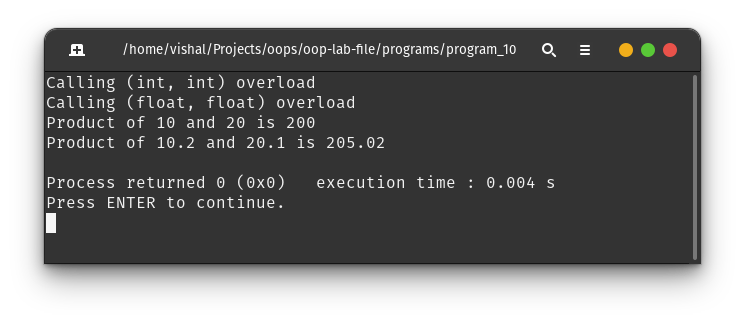 /home/vishal/Projects/oops/oop-lab-file/programs/program_10
Calling (int, int) overload
Calling (float, float) overload
Product of 10 and 20 is 200
Product of 10.2 and 20.1 is 205.02
Process returned 0 (0x0)   execution time : 0.004 s
Press ENTER to continue.